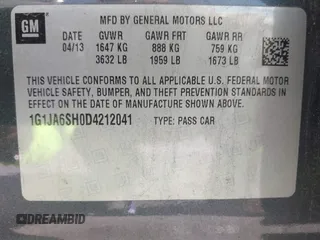 GM
MFD BY GENERAL MOTORS LLC
DATE GVWR GAWR FRT GAWR RR
04/13 1647 KG 888 KG 759 KG
3632 LB 1959 LB 1673 LB
THIS VEHICLE CONFORMS TO ALL APPLICABLE U.S. FEDERAL MOTOR
VEHICLE SAFETY, BUMPER, AND THEFT PREVENTION STANDARDS IN
EFFECT ON THE DATE OF MANUFACTURE SHOWN ABOVE.
1G1JA6SH0D4212041 TYPE: PASS CAR
DREAMBID